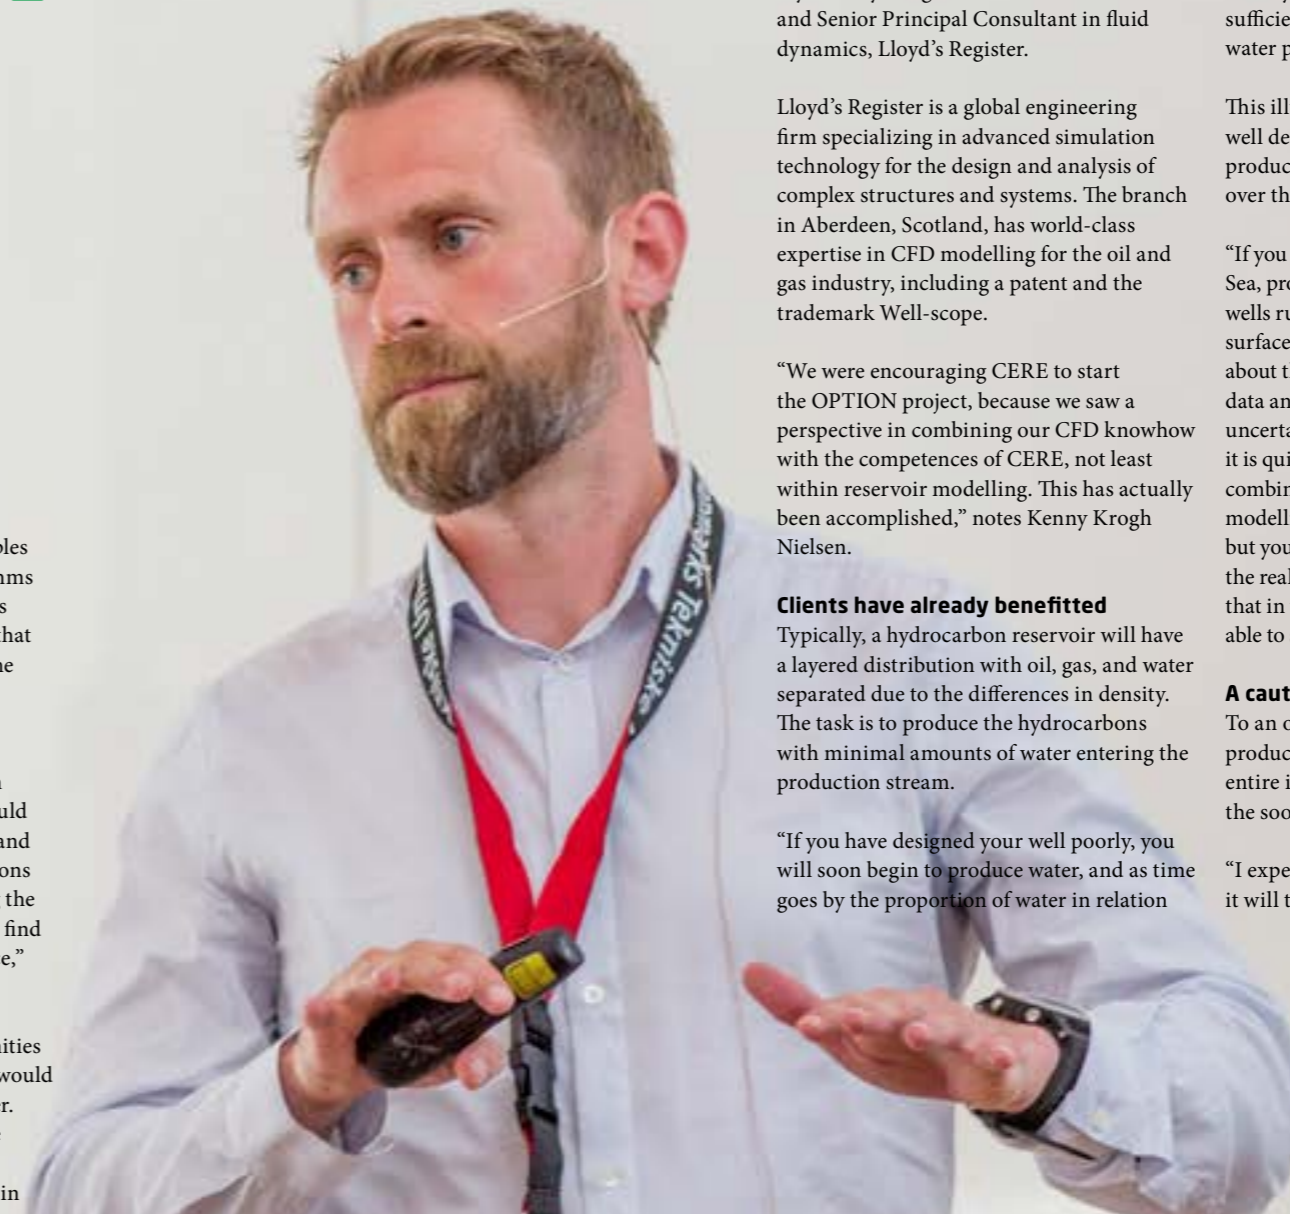 ples
hms
s
that
ne
uld
and
ons
the
find
e,”
nities
would
r.
in
and Senior Principal Consultant in fluid
dynamics, Lloyd’s Register.
Lloyd’s Register is a global engineering
firm specializing in advanced simulation
technology for the design and analysis of
complex structures and systems. The branch
in Aberdeen, Scotland, has world-class
expertise in CFD modelling for the oil and
gas industry, including a patent and the
trademark Well-scope.
“We were encouraging CERE to start
the OPTION project, because we saw a
perspective in combining our CFD knowhow
with the competences of CERE, not least
within reservoir modelling. This has actually
been accomplished,” notes Kenny Krogh
Nielsen.
Clients have already benefitted
Typically, a hydrocarbon reservoir will have
a layered distribution with oil, gas, and water
separated due to the differences in density.
The task is to produce the hydrocarbons
with minimal amounts of water entering the
production stream.
“If you have designed your well poorly, you
will soon begin to produce water, and as time
goes by the proportion of water in relation
sufficie
water p
This ill
well de
produc
over th
“If you
Sea, pro
wells ru
surface
about t
data an
uncerta
it is qui
combin
modelli
but you
the real
that in
able to
A caut
To an o
produc
entire i
the soo
“I expe
it will t
nmarks Tekniske